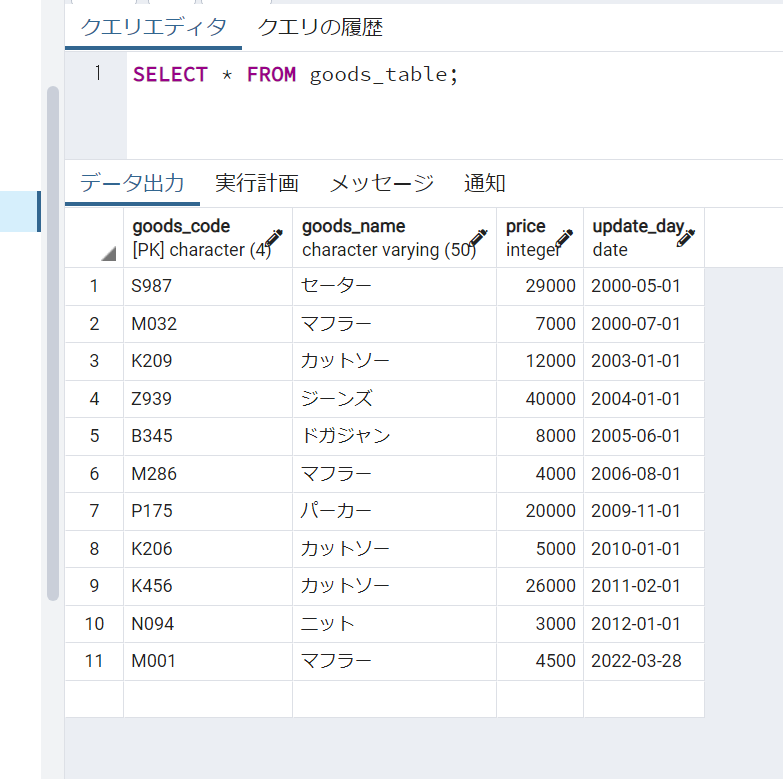 クエリエディタ クエリの履歴
1 SELECT * FROM goods_table;
データ出力 実行計画 メッセージ 通知
goods_code goods_name price update_day
[PK] character (4) character varying (50) integer date
1 S987 セーター 29000 2000-05-01
2 M032 マフラー 7000 2000-07-01
3 K209 カットソー 12000 2003-01-01
4 Z939 ジーンズ 40000 2004-01-01
5 B345 ドガジャン 8000 2005-06-01
6 M286 マフラー 4000 2006-08-01
7 P175 パーカー 20000 2009-11-01
8 K206 カットソー 5000 2010-01-01
9 K456 カットソー 26000 2011-02-01
10 N094 ニット 3000 2012-01-01
11 M001 マフラー 4500 2022-03-28